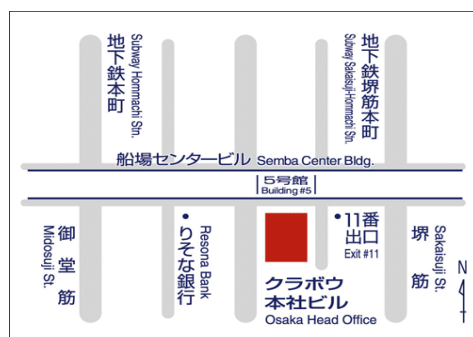 地下鉄本町
Subway Hommachi Stn.
地下鉄堺筋本町
Subway Sakaisuji-Hommachi Stn.
船場センタービル Semba Center Bldg.
5号館
Building #5
御堂筋
Midosuji St.
りそな銀行
Resona Bank
11番
出口
Exit #11
堺筋
Sakaisuji St.
N
クラボウ
本社ビル
Osaka Head Office